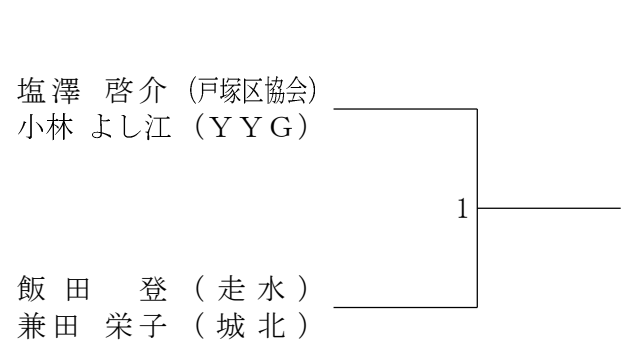 塩澤 啓介 (戸塚区協会)
小林 よし江 (ＹＹＧ)
1
飯田 登 (走水)
兼田 栄子 (城北)